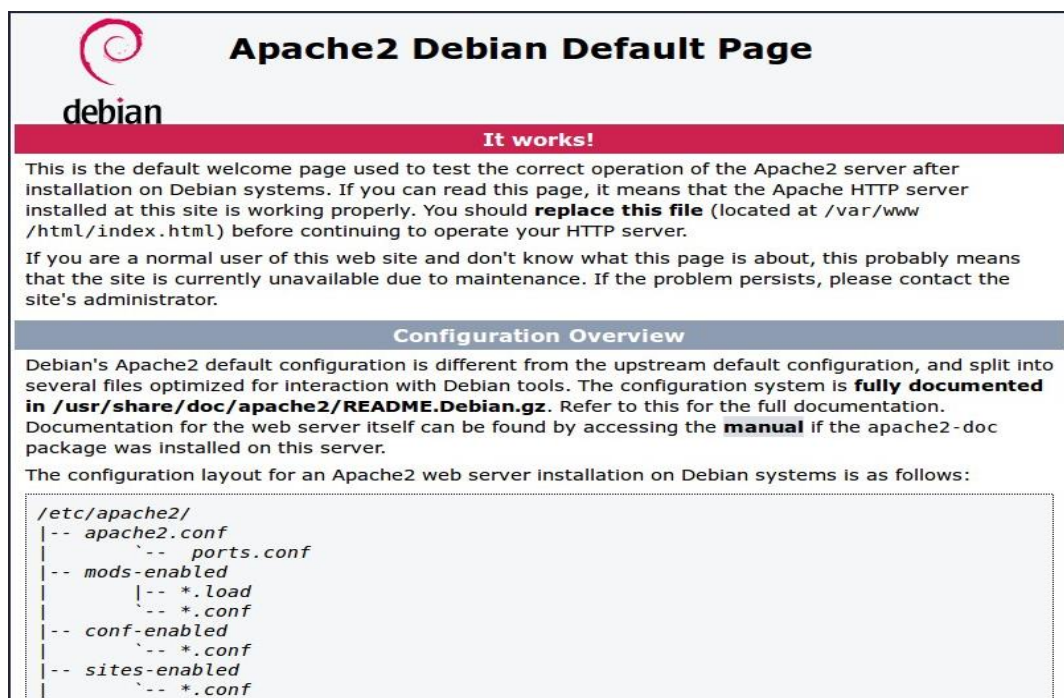 debian
Apache2 Debian Default Page
It works!
This is the default welcome page used to test the correct operation of the Apache2 server after
installation on Debian systems. If you can read this page, it means that the Apache HTTP server
installed at this site is working properly. You should replace this file (located at /var/www
/html/index.html) before continuing to operate your HTTP server.
If you are a normal user of this web site and don't know what this page is about, this probably means
that the site is currently unavailable due to maintenance. If the problem persists, please contact the
site's administrator.
Configuration Overview
Debian's Apache2 default configuration is different from the upstream default configuration, and split into
several files optimized for interaction with Debian tools. The configuration system is fully documented
in /usr/share/doc/apache2/README.Debian.gz. Refer to this for the full documentation.
Documentation for the web server itself can be found by accessing the manual if the apache2-doc
package was installed on this server.
The configuration layout for an Apache2 web server installation on Debian systems is as follows:
/etc/apache2/
|-- apache2.conf
|       `--  ports.conf
|-- mods-enabled
|       |-- *.load
|       `-- *.conf
|-- conf-enabled
|       `-- *.conf
|-- sites-enabled
|       `-- *.conf